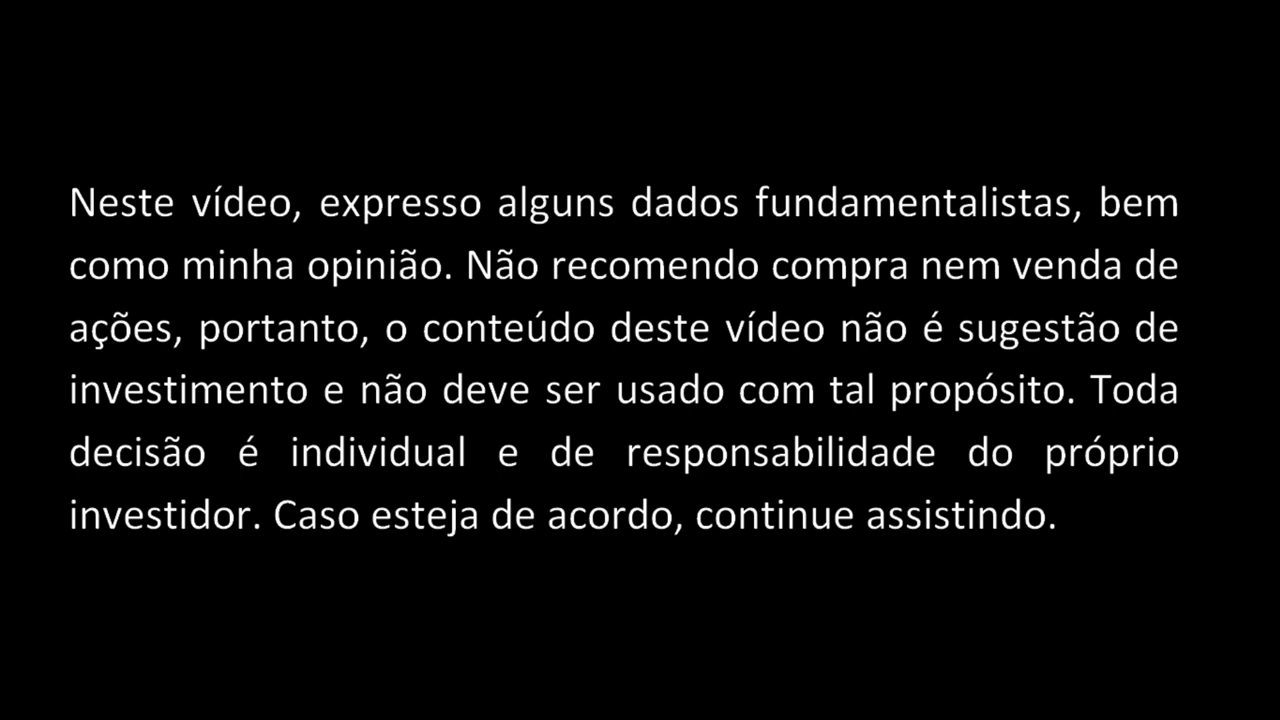 Neste vídeo, expresso alguns dados fundamentalistas, bem
como minha opinião. Não recomendo compra nem venda de
ações, portanto, o conteúdo deste vídeo não é sugestão de
investimento e não deve ser usado com tal propósito. Toda
decisão é individual e de responsabilidade do próprio
investidor. Caso esteja de acordo, continue assistindo.